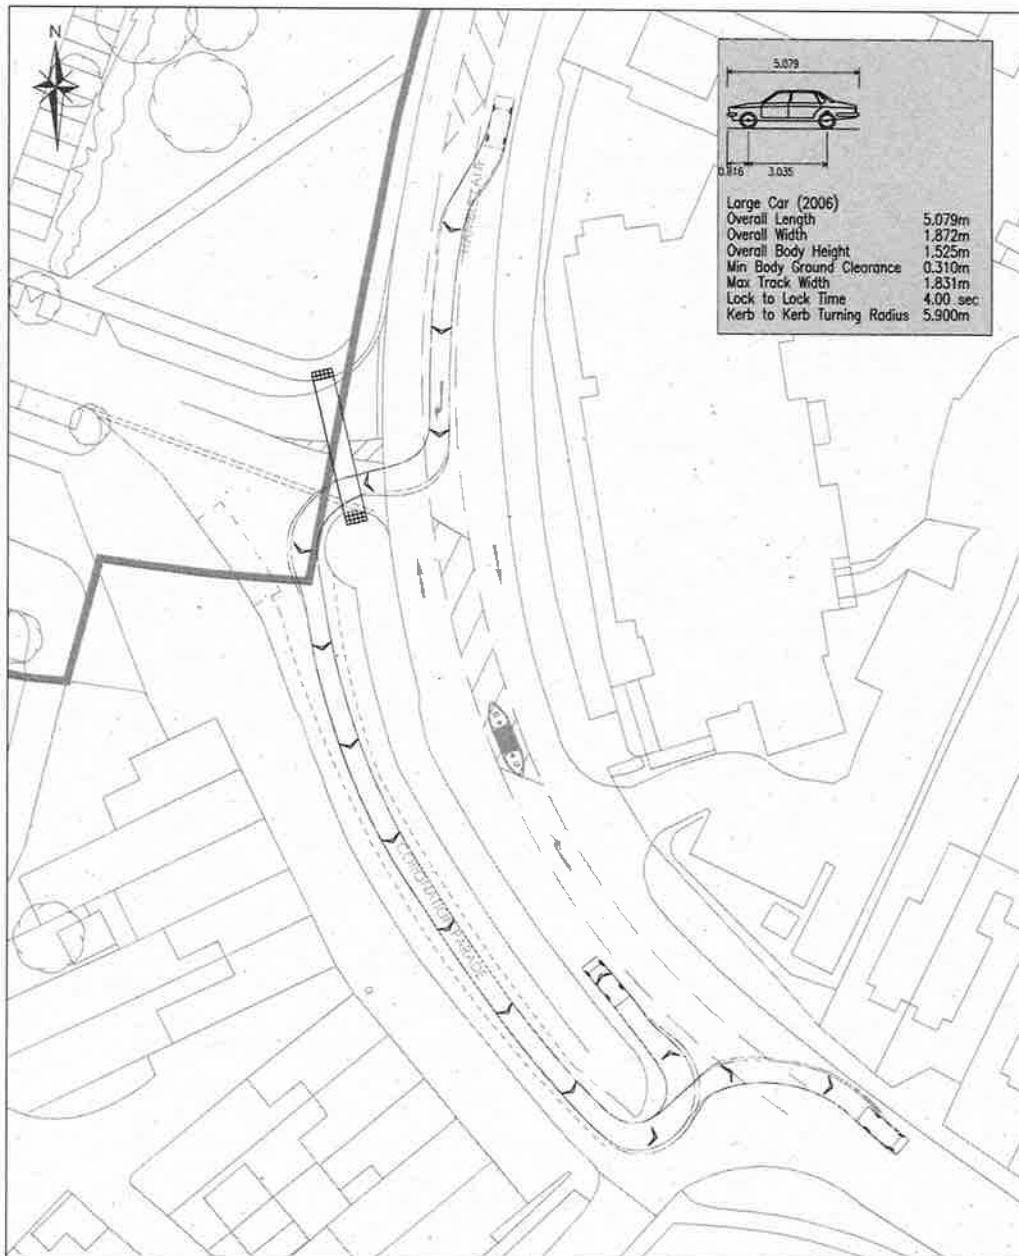 N
5.079
0.816 3.035
Large Car (2006)
Overall Length 5.079m
Overall Width 1.872m
Overall Body Height 1.525m
Min Body Ground Clearance 0.310m
Max Track Width 1.831m
Lock to Lock Time 4.00 sec
Kerb to Kerb Turning Radius 5.900m
CORONATION PARADE